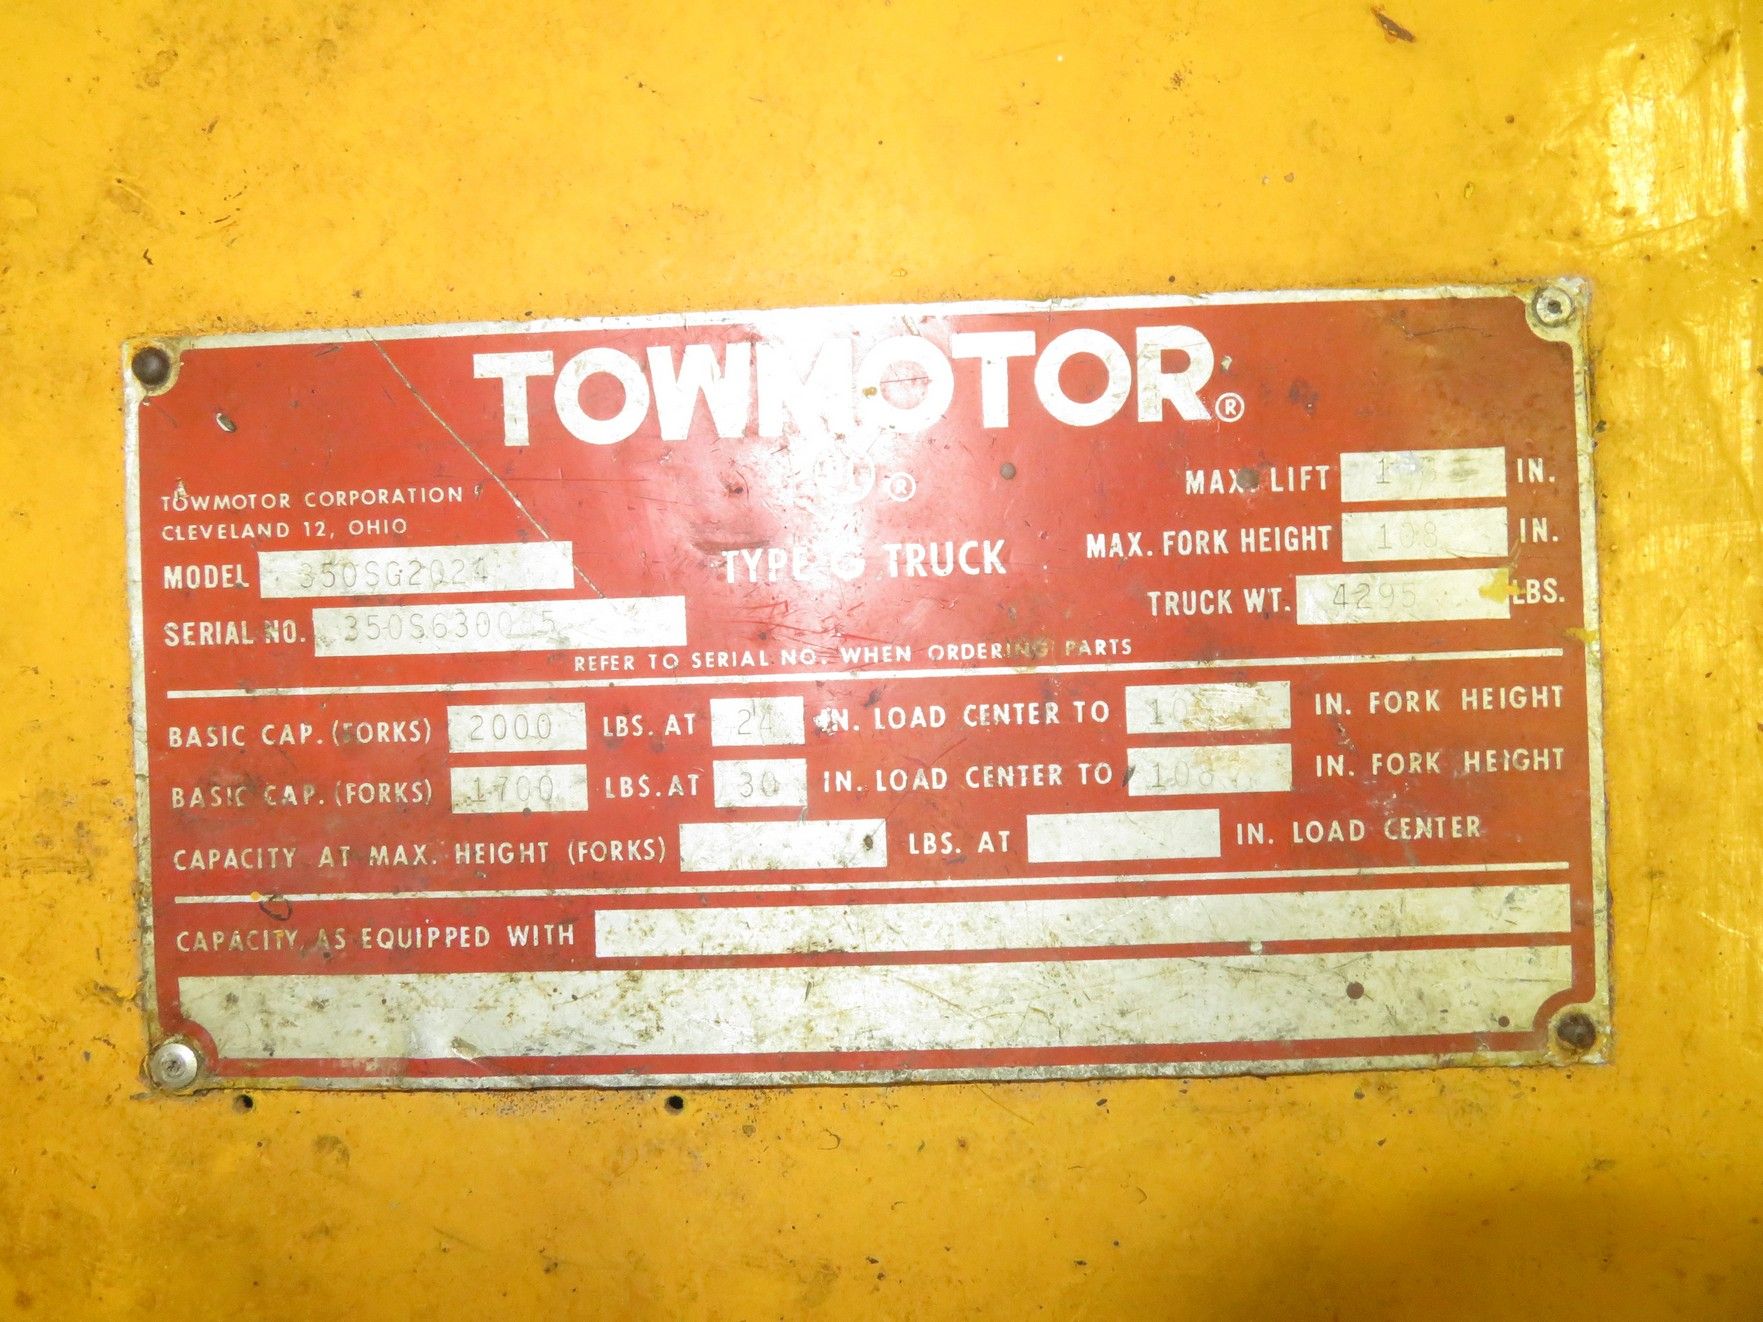 TOWMOTOR®
UL®
TOWMOTOR CORPORATION
CLEVELAND 12, OHIO
MAX. LIFT IN.
MODEL 350SG2024
TYPE G TRUCK
MAX. FORK HEIGHT 108 IN.
SERIAL NO.
TRUCK WT. 4295 LBS.
REFER TO SERIAL NO. WHEN ORDERING PARTS
BASIC CAP. (FORKS) 2000 LBS. AT 24 IN. LOAD CENTER TO IN. FORK HEIGHT
BASIC CAP. (FORKS) 1700 LBS. AT 30 IN. LOAD CENTER TO 108 IN. FORK HEIGHT
CAPACITY AT MAX. HEIGHT (FORKS) LBS. AT IN. LOAD CENTER
CAPACITY AS EQUIPPED WITH